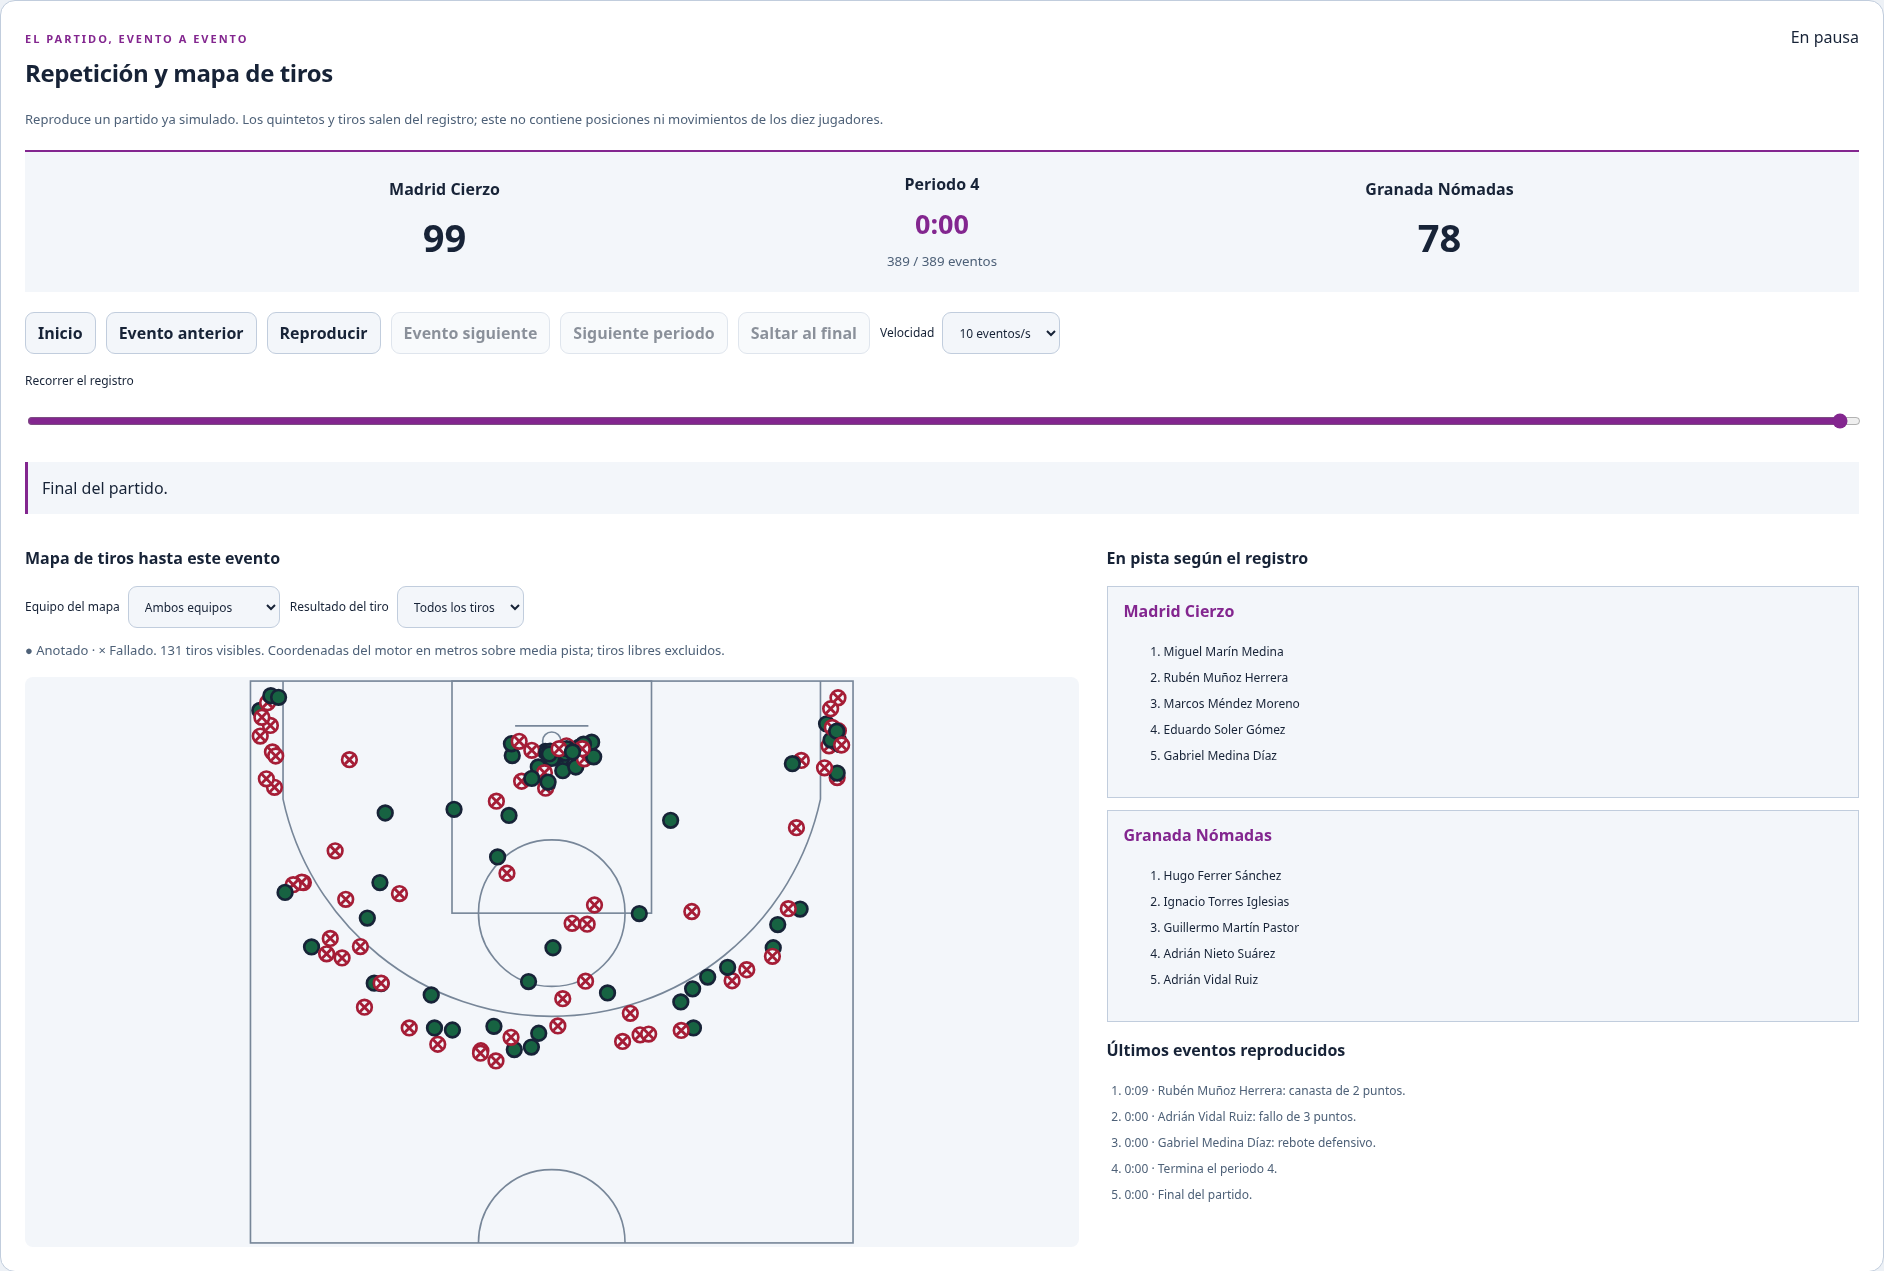 EL PARTIDO, EVENTO A EVENTO
En pausa
Repetición y mapa de tiros
Reproduce un partido ya simulado. Los quintetos y tiros salen del registro; este no contiene posiciones ni movimientos de los diez jugadores.
Madrid Cierzo
99
Periodo 4
0:00
389 / 389 eventos
Granada Nómadas
78
Inicio
Evento anterior
Reproducir
Evento siguiente
Siguiente periodo
Saltar al final
Velocidad
10 eventos/s
Recorrer el registro
Final del partido.
Mapa de tiros hasta este evento
Equipo del mapa
Ambos equipos
Resultado del tiro
Todos los tiros
● Anotado · × Fallado. 131 tiros visibles. Coordenadas del motor en metros sobre media pista; tiros libres excluidos.
En pista según el registro
Madrid Cierzo
1. Miguel Marín Medina
2. Rubén Muñoz Herrera
3. Marcos Méndez Moreno
4. Eduardo Soler Gómez
5. Gabriel Medina Díaz
Granada Nómadas
1. Hugo Ferrer Sánchez
2. Ignacio Torres Iglesias
3. Guillermo Martín Pastor
4. Adrián Nieto Suárez
5. Adrián Vidal Ruiz
Últimos eventos reproducidos
1. 0:09 · Rubén Muñoz Herrera: canasta de 2 puntos.
2. 0:00 · Adrián Vidal Ruiz: fallo de 3 puntos.
3. 0:00 · Gabriel Medina Díaz: rebote defensivo.
4. 0:00 · Termina el periodo 4.
5. 0:00 · Final del partido.